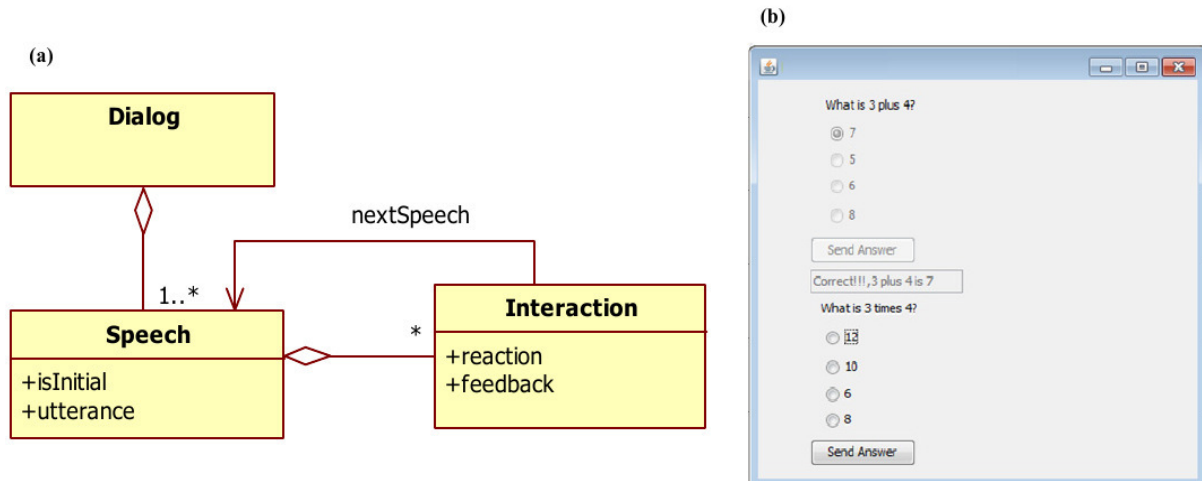 (a)
Dialog
nextSpeech
1..*
Speech
+isInitial
+utterance
*
Interaction
+reaction
+feedback
(b)
What is 3 plus 4?
7
5
6
8
Send Answer
Correct!!!,3 plus 4 is 7
What is 3 times 4?
12
10
6
8
Send Answer